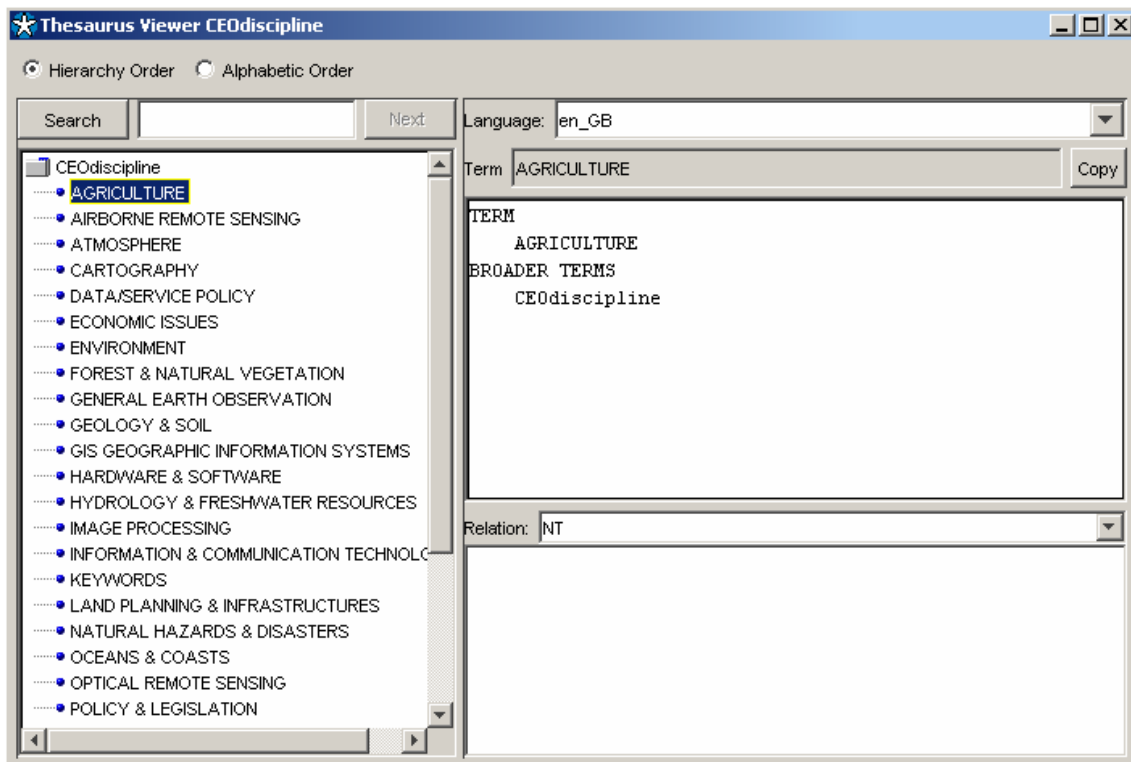 Thesaurus Viewer CEOdiscipline
Hierarchy Order Alphabetic Order
Search Next
CEOdiscipline
AGRICULTURE
AIRBORNE REMOTE SENSING
ATMOSPHERE
CARTOGRAPHY
DATA/SERVICE POLICY
ECONOMIC ISSUES
ENVIRONMENT
FOREST & NATURAL VEGETATION
GENERAL EARTH OBSERVATION
GEOLOGY & SOIL
GIS GEOGRAPHIC INFORMATION SYSTEMS
HARDWARE & SOFTWARE
HYDROLOGY & FRESHWATER RESOURCES
IMAGE PROCESSING
INFORMATION & COMMUNICATION TECHNOLO
KEYWORDS
LAND PLANNING & INFRASTRUCTURES
NATURAL HAZARDS & DISASTERS
OCEANS & COASTS
OPTICAL REMOTE SENSING
POLICY & LEGISLATION
Language: en_GB
Term AGRICULTURE Copy
TERM
AGRICULTURE
BROADER TERMS
CEOdiscipline
Relation: NT